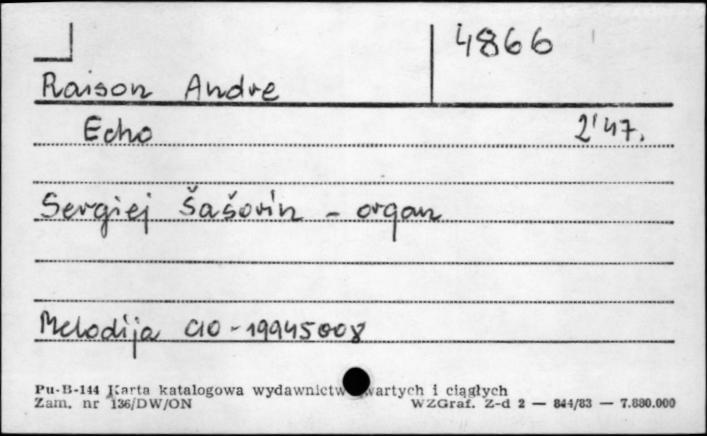 4866
Raison Andre
Echo 2'47.
Sergiej Šašorin - organ
Melodija C10-19945008
Pu-B-144 Karta katalogowa wydawnictw zwartych i ciągłych
Zam. nr 136/DW/ON WZGraf. Z-d 2 — 844/83 — 7.880.000